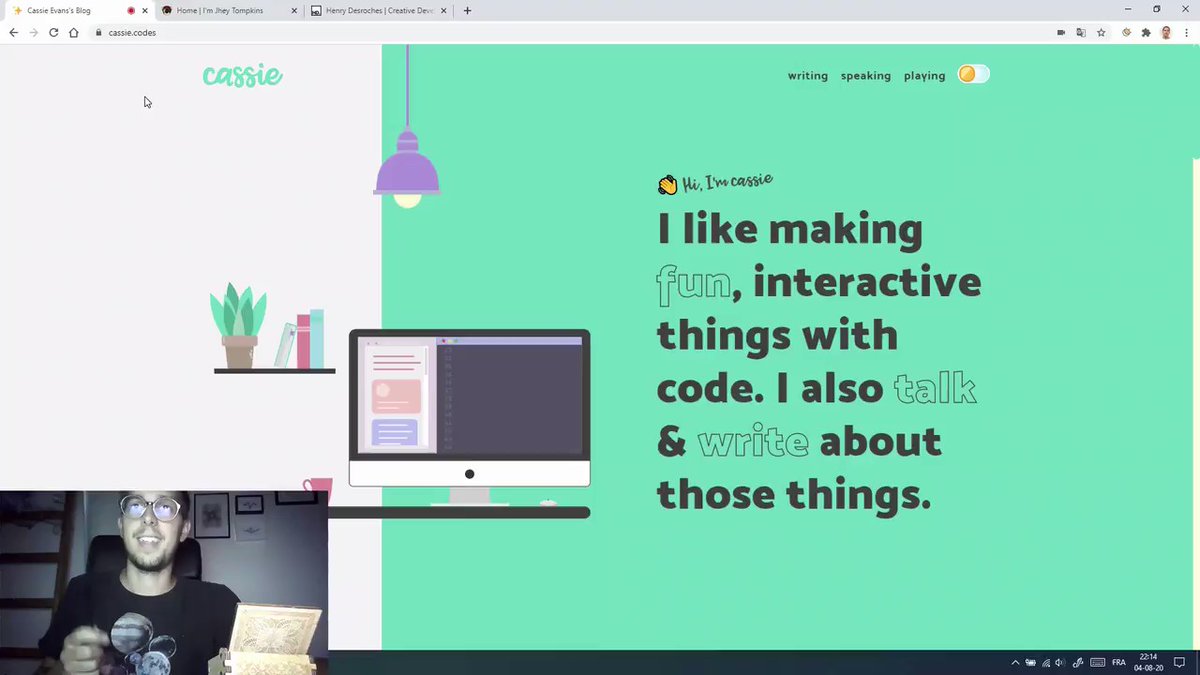 Cassie Evans's Blog
Home | I'm Jhey Tompkins
Henry Desroches | Creative Deve
cassie.codes
cassie
writing
speaking
playing
Hi, I'm cassie
I like making
fun, interactive
things with
code. I also talk
& write about
those things.
FRA
22:14
04-08-20